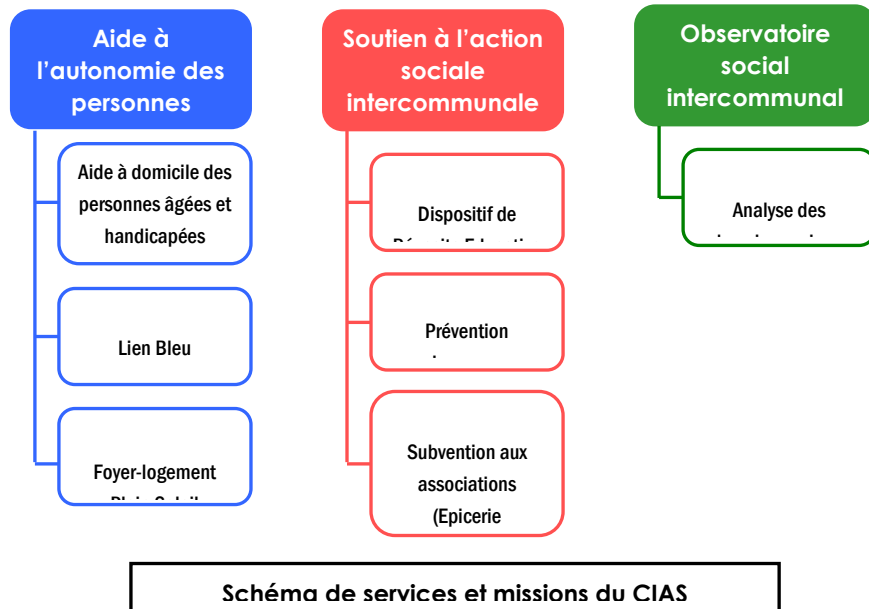 Aide à
l'autonomie des
personnes
Aide à domicile des
personnes âgées et
handicapées
Lien Bleu
Foyer-logement
Soutien à l'action
sociale
intercommunale
Dispositif de
Prévention
Subvention aux
associations
(Epicerie
Observatoire
social
intercommunal
Analyse des
Schéma de services et missions du CIAS